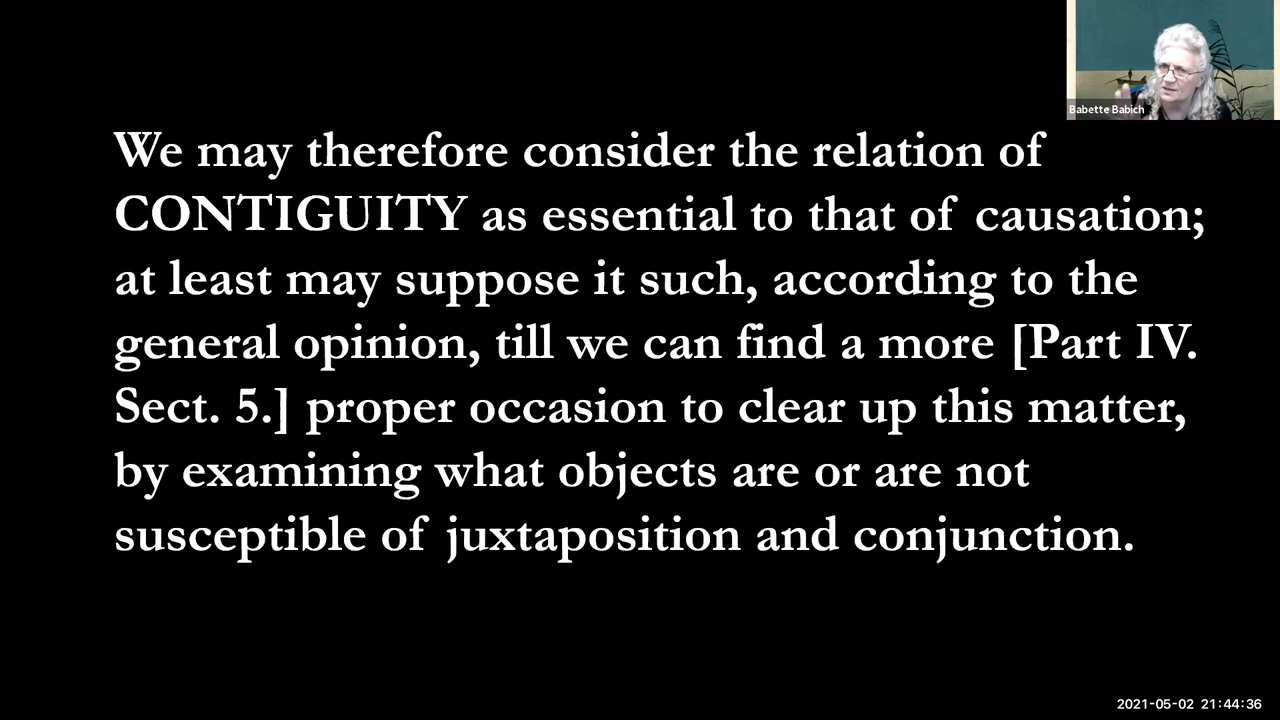 Babette Babich
We may therefore consider the relation of
CONTIGUITY as essential to that of causation;
at least may suppose it such, according to the
general opinion, till we can find a more [Part IV.
Sect. 5.] proper occasion to clear up this matter,
by examining what objects are or are not
susceptible of juxtaposition and conjunction.
2021-05-02 21:44:36